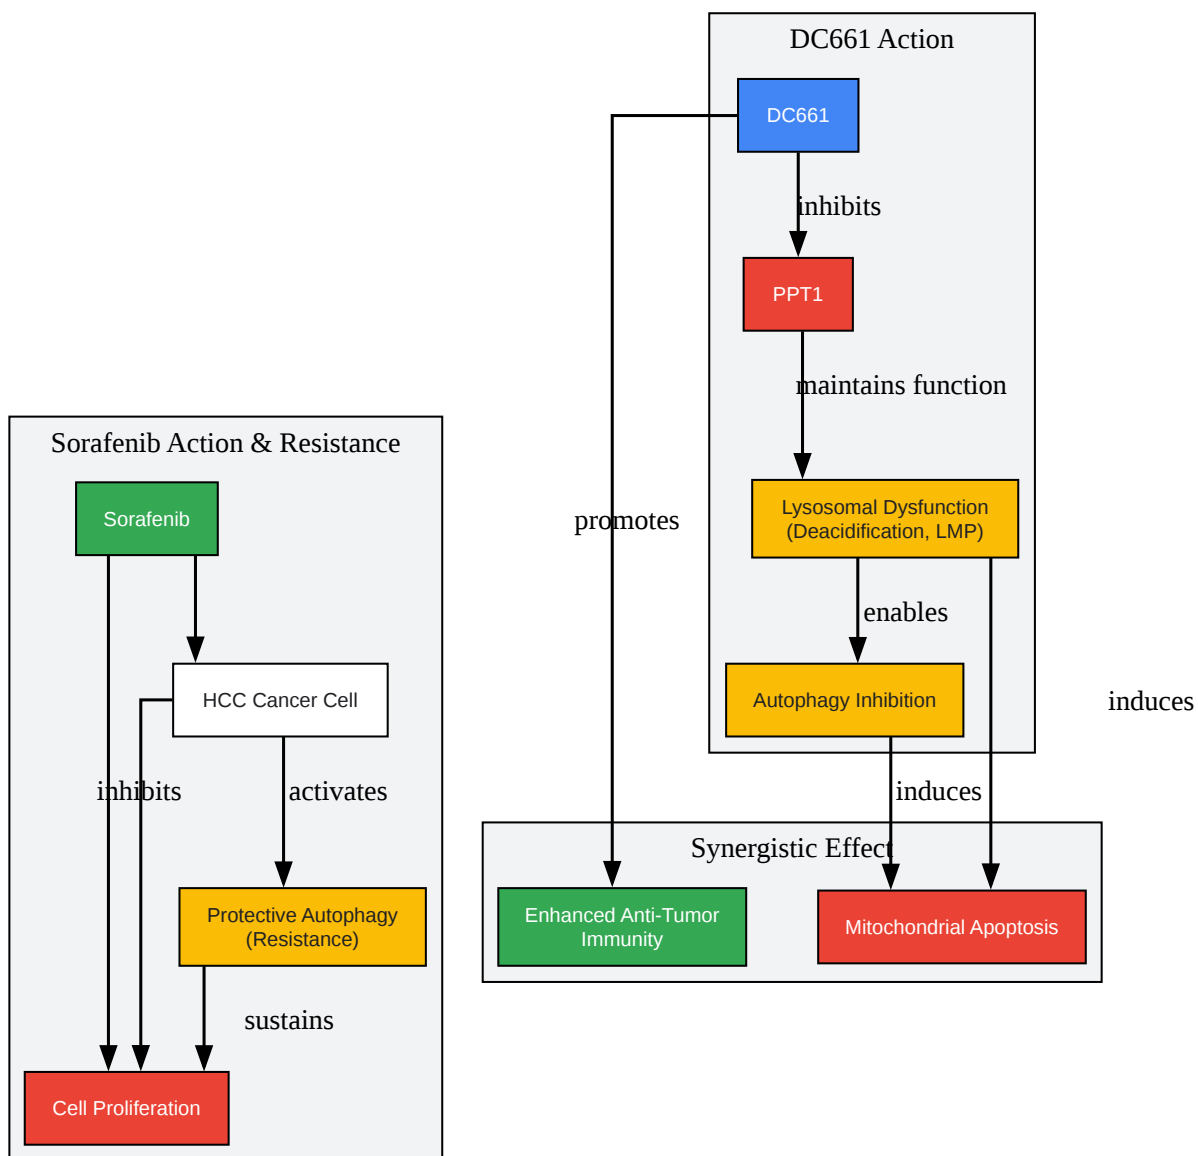 DC661 Action
DC661
inhibits
PPT1
maintains function
Sorafenib Action & Resistance
Sorafenib
promotes
Lysosomal Dysfunction
(Deacidification, LMP)
enables
HCC Cancer Cell
Autophagy Inhibition
induces
inhibits
activates
induces
Synergistic Effect
Protective Autophagy
(Resistance)
Enhanced Anti-Tumor
Immunity
Mitochondrial Apoptosis
sustains
Cell Proliferation